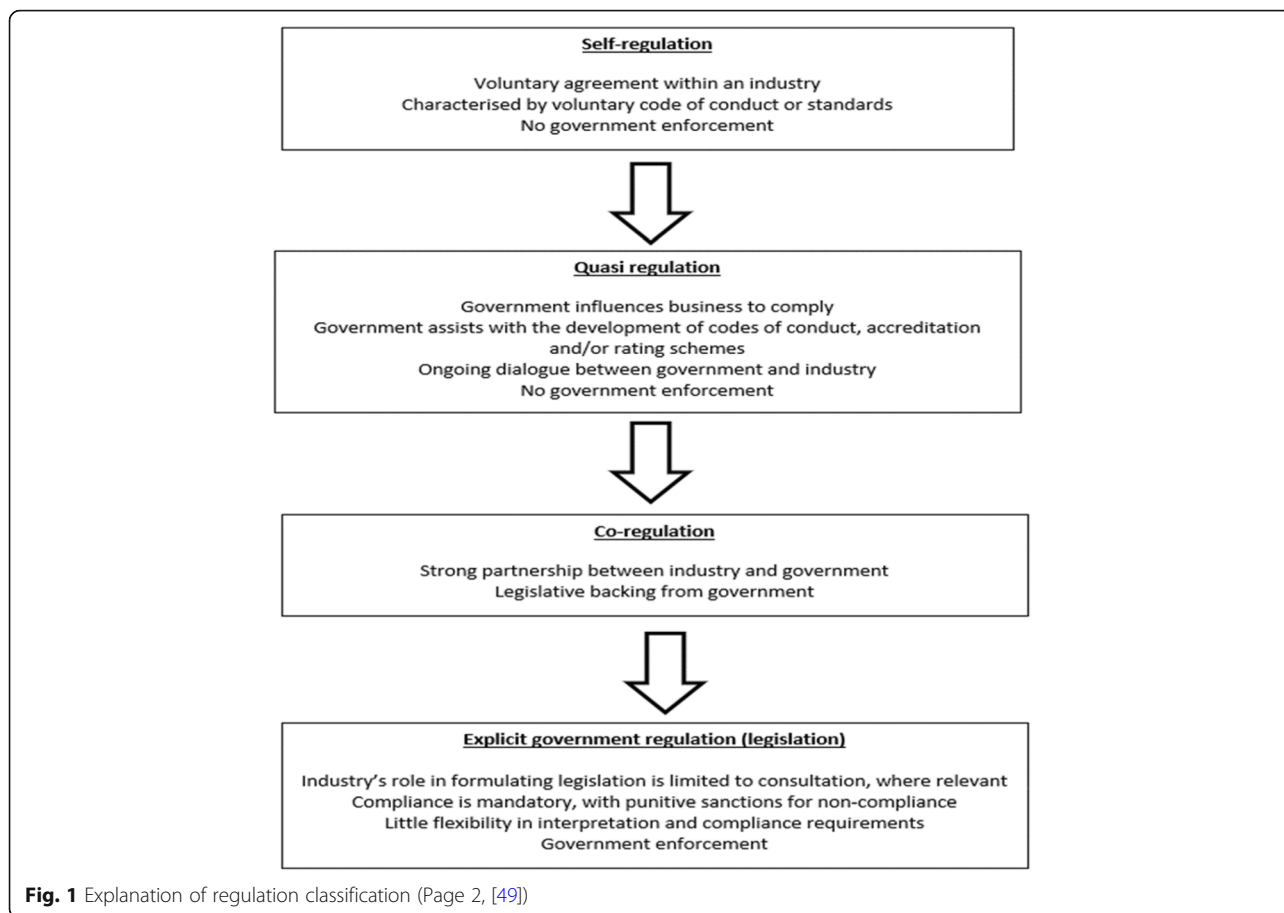 Self-regulation
Voluntary agreement within an industry
Characterised by voluntary code of conduct or standards
No government enforcement
Quasi regulation
Government influences business to comply
Government assists with the development of codes of conduct, accreditation
and/or rating schemes
Ongoing dialogue between government and industry
No government enforcement
Co-regulation
Strong partnership between industry and government
Legislative backing from government
Explicit government regulation (legislation)
Industry's role in formulating legislation is limited to consultation, where relevant
Compliance is mandatory, with punitive sanctions for non-compliance
Little flexibility in interpretation and compliance requirements
Government enforcement
Fig. 1 Explanation of regulation classification (Page 2, [49])